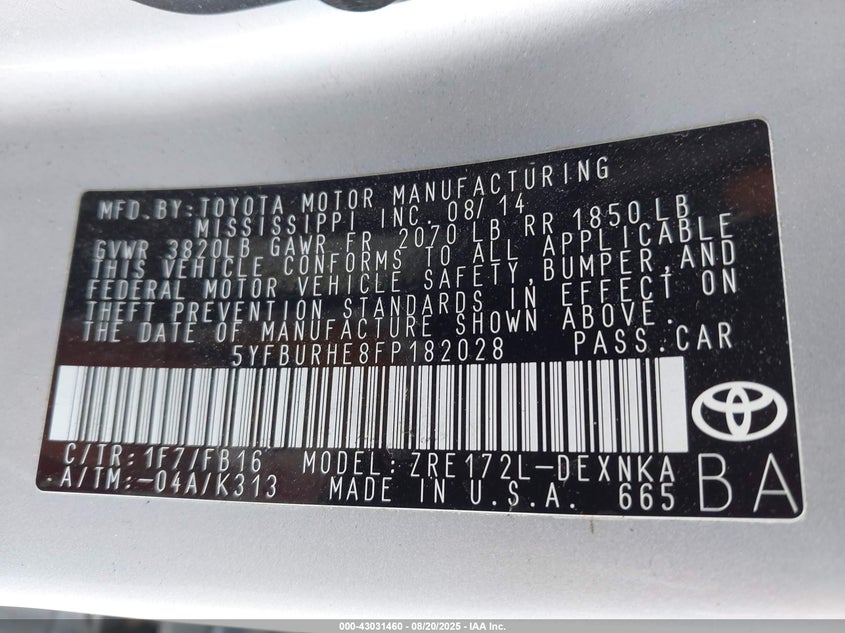 MFD. BY: TOYOTA MOTOR MANUFACTURING
MISSISSIPPI INC. 08/14
GVWR 3820LB GAWR FR 2070 LB RR 1850 LB
THIS VEHICLE CONFORMS TO ALL APPLICABLE
FEDERAL MOTOR VEHICLE SAFETY, BUMPER, AND
THEFT PREVENTION STANDARDS IN EFFECT ON
THE DATE OF MANUFACTURE SHOWN ABOVE.
5YFBURHE8FP182028 PASS.CAR
C/TR: 1F7/FB16 MODEL: ZRE172L-DEXNKA
A/TM:-04A/K313 MADE IN U.S.A. 665 BA
000-43031460 - 08/20/2025 - IAA Inc.